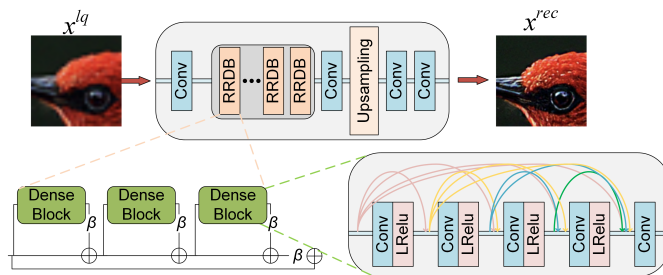 x^lq
x^rec
Conv
RRDB
•••
RRDB
RRDB
Conv
Upsampling
Conv
Conv
Dense
Block
β
Dense
Block
β
Dense
Block
β
β
Conv
LRelu
Conv
LRelu
Conv
LRelu
Conv
LRelu
Conv